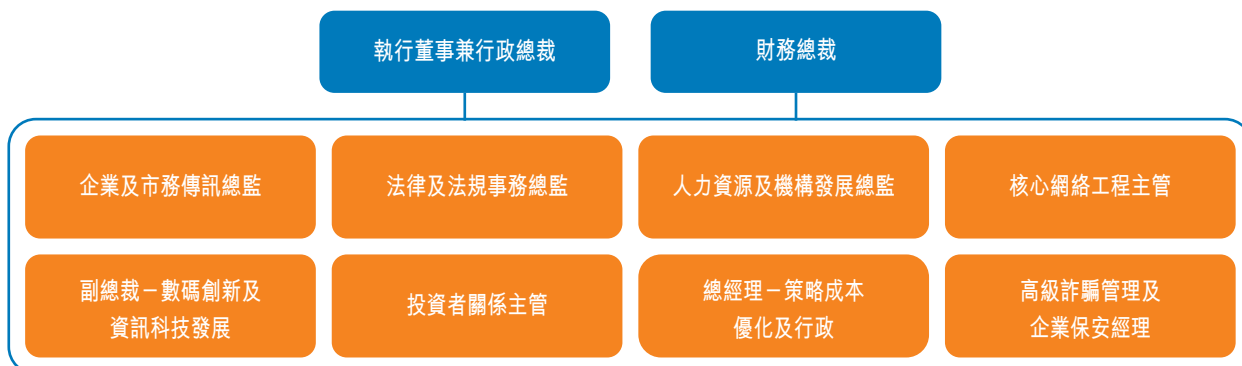 執行董事兼行政總裁
財務總裁
企業及市務傳訊總監
法律及法規事務總監
人力資源及機構發展總監
核心網絡工程主管
副總裁－數碼創新及
資訊科技發展
投資者關係主管
總經理－策略成本
優化及行政
高級詐騙管理及
企業保安經理